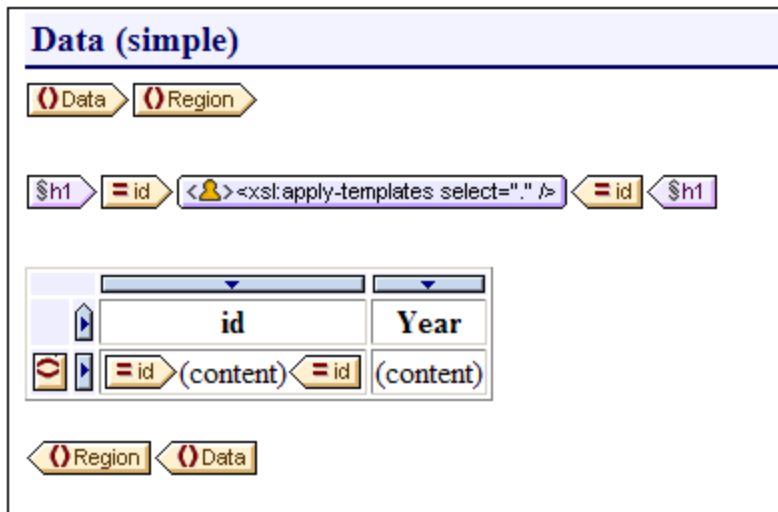 Data (simple)
()Data ()Region
§h1 =id <><xsl:apply-templates select="." /> =id §h1
id Year
=id (content) =id (content)
()Region ()Data